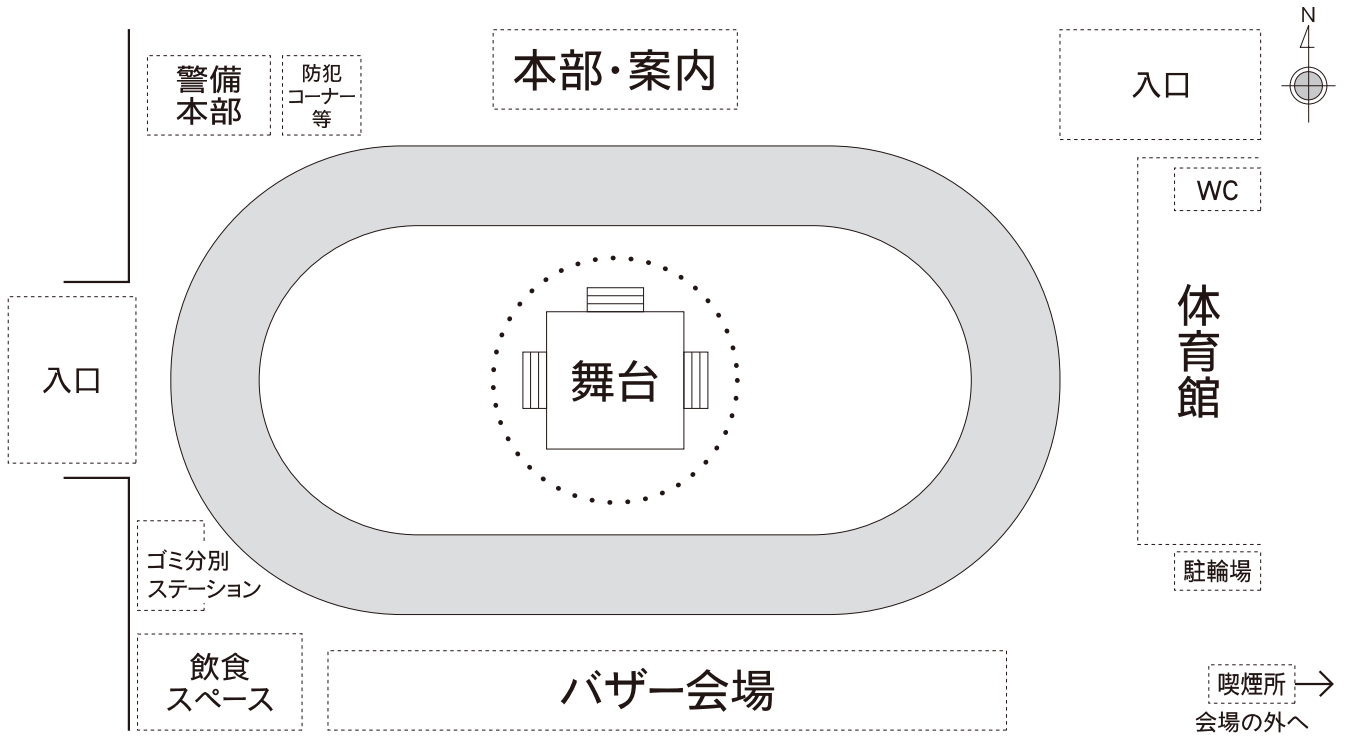 N
警備
本部
防犯
コーナー
等
本部・案内
入口
WC
体育館
入口
舞台
ゴミ分別
ステーション
駐輪場
飲食
スペース
バザー会場
喫煙所
会場の外へ